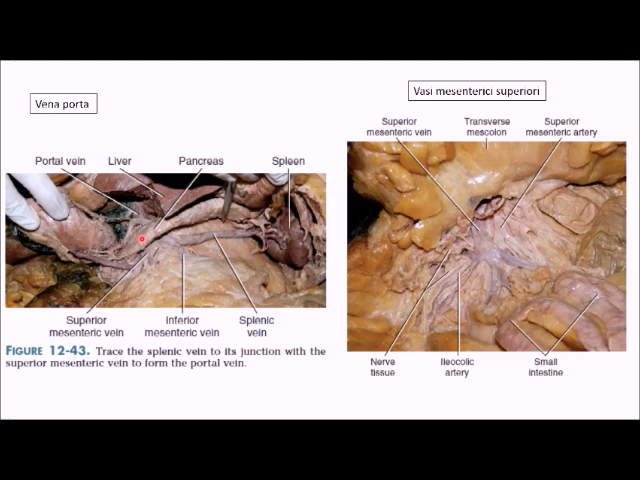 Vena porta
Portal vein Liver Pancreas Spleen
Superior mesenteric vein
Inferior mesenteric vein
Splenic vein
FIGURE 12-43. Trace the splenic vein to its junction with the
superior mesenteric vein to form the portal vein.
Vasi mesenterici superiori
Superior mesenteric vein
Transverse mescolon
Superior mesenteric artery
Nerve tissue
Ileocolic artery
Small intestine